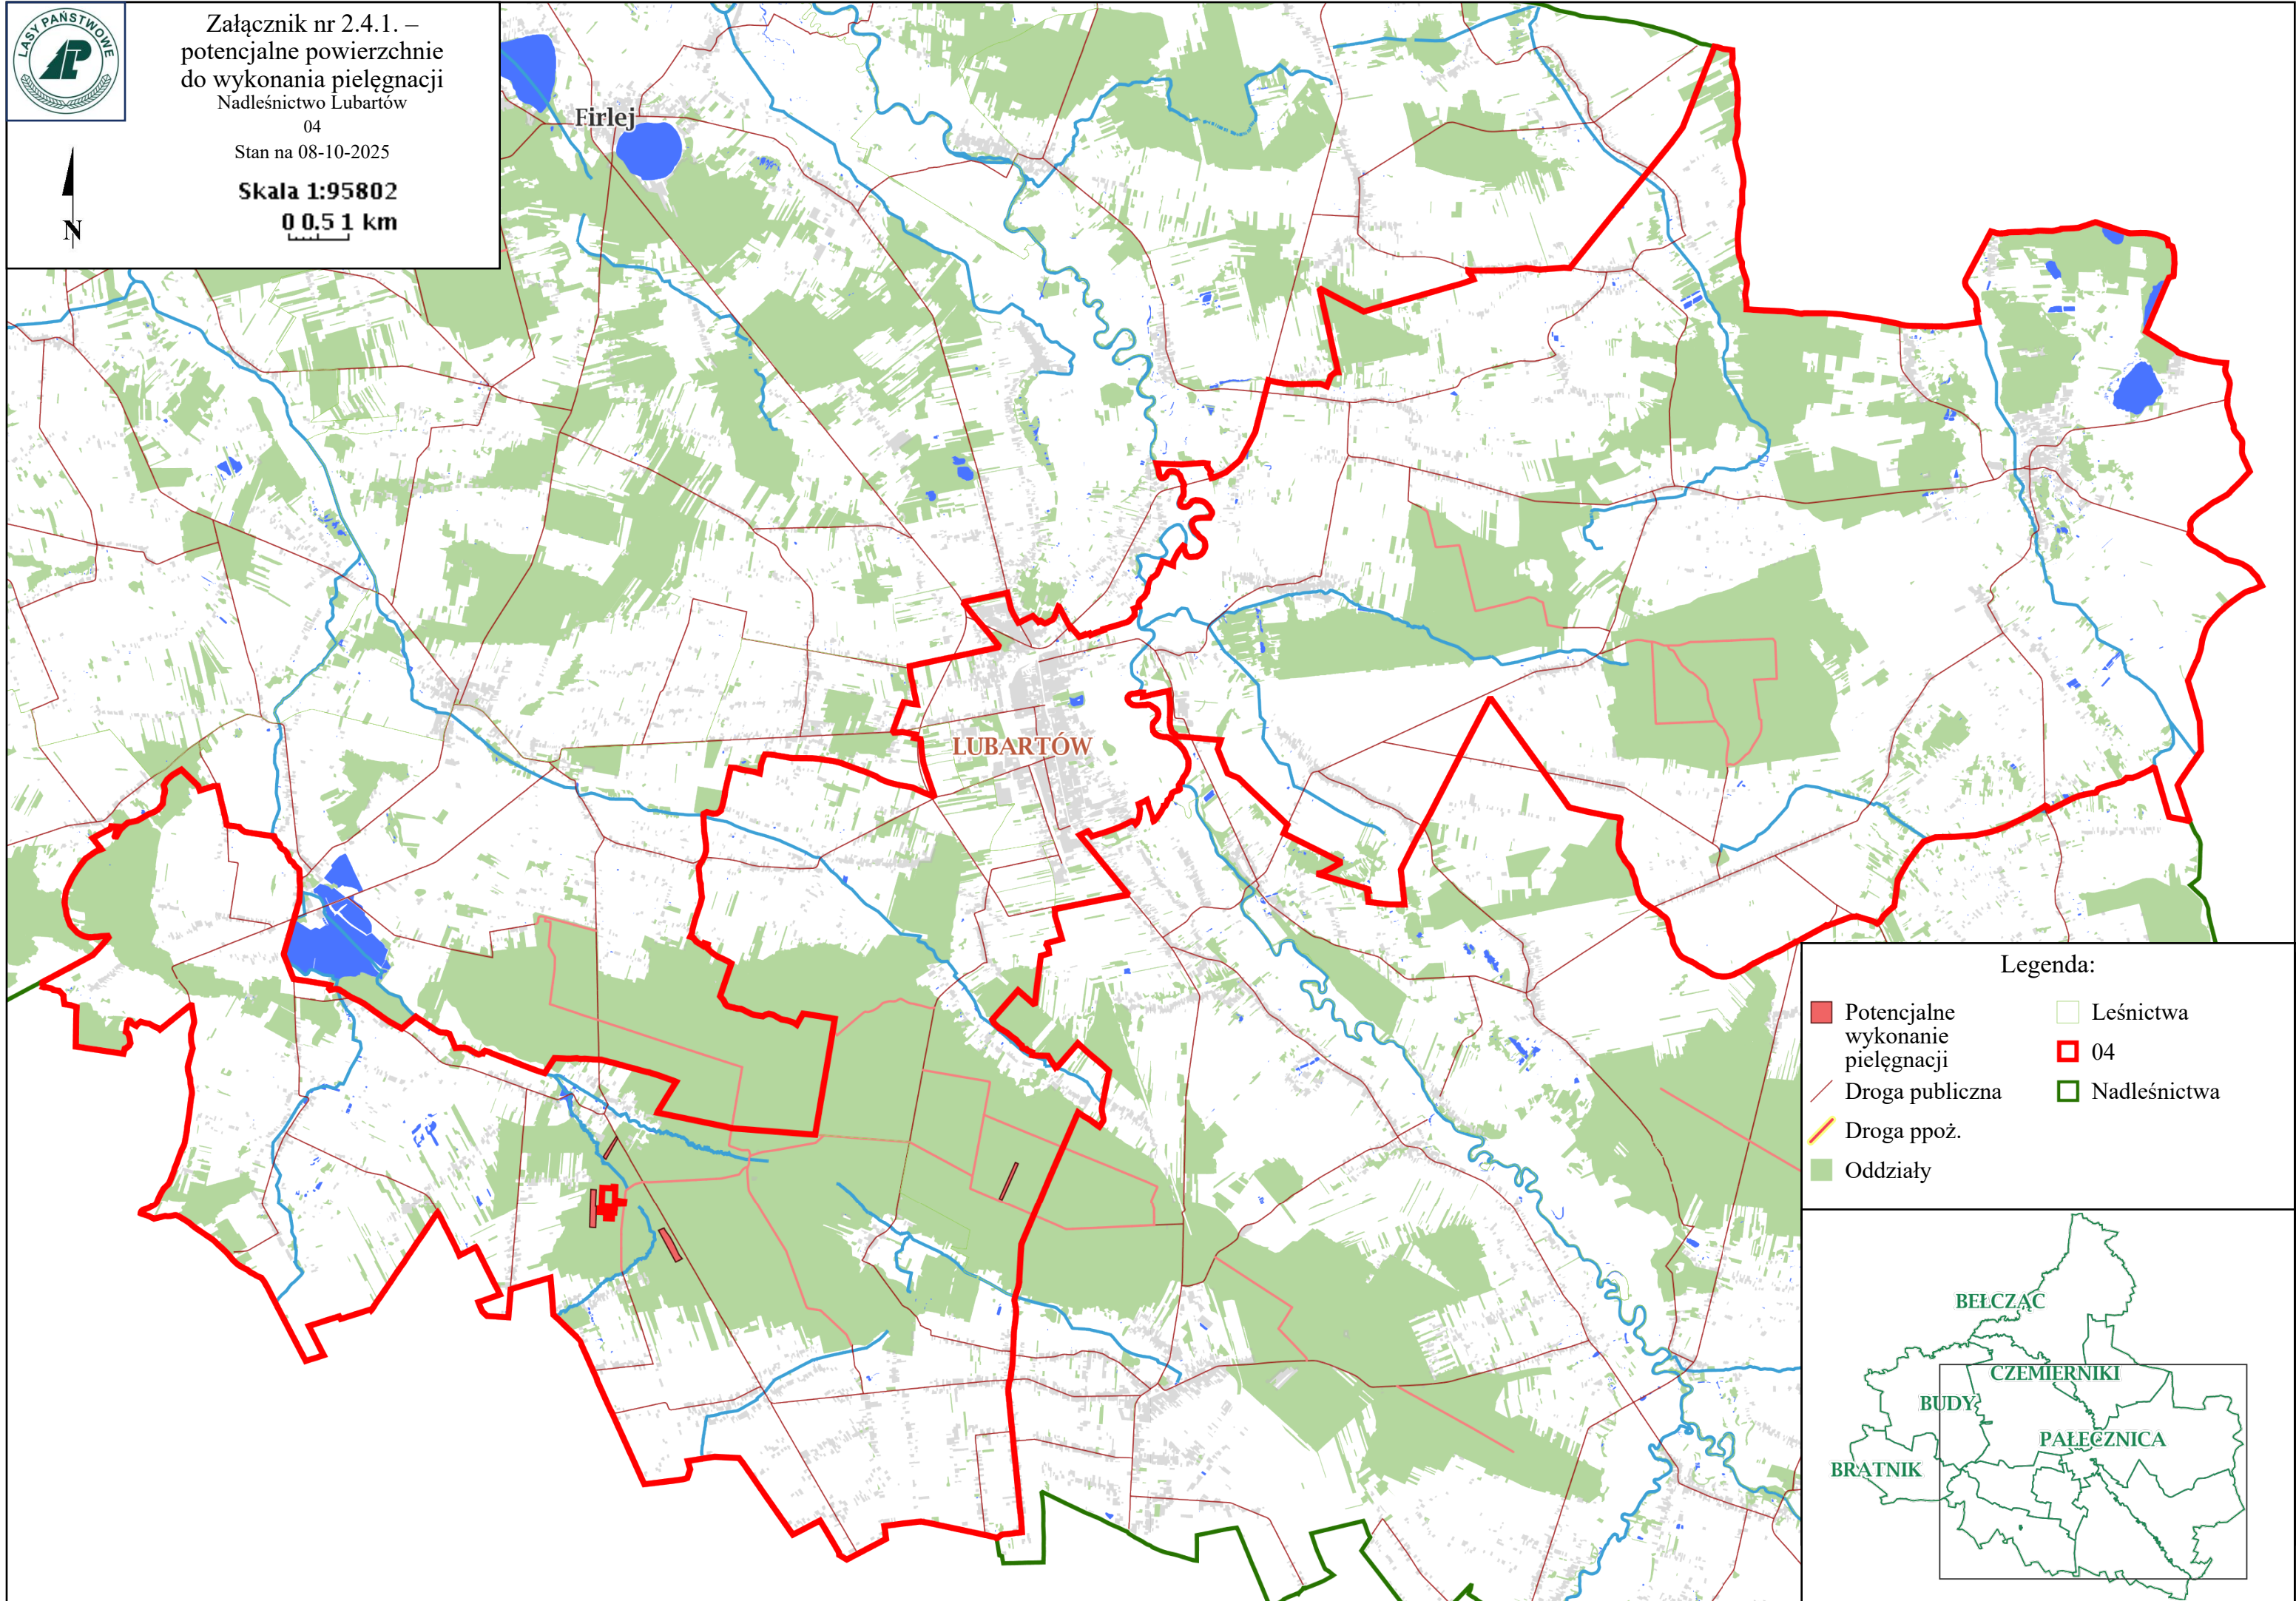 LASY PAŃSTWOWE
Załącznik nr 2.4.1. –
potencjalne powierzchnie
do wykonania pielęgnacji
Nadleśnictwo Lubartów
04
Stan na 08-10-2025
Skala 1:95802
0 0.5 1 km
N
Firlej
LUBARTÓW
Legenda:
Potencjalne
wykonanie
pielęgnacji
Droga publiczna
Droga ppoż.
Oddziały
Leśnictwa
04
Nadleśnictwa
BEŁCZĄC
CZEMIERNIKI
BUDY
PAŁECZNICA
BRATNIK